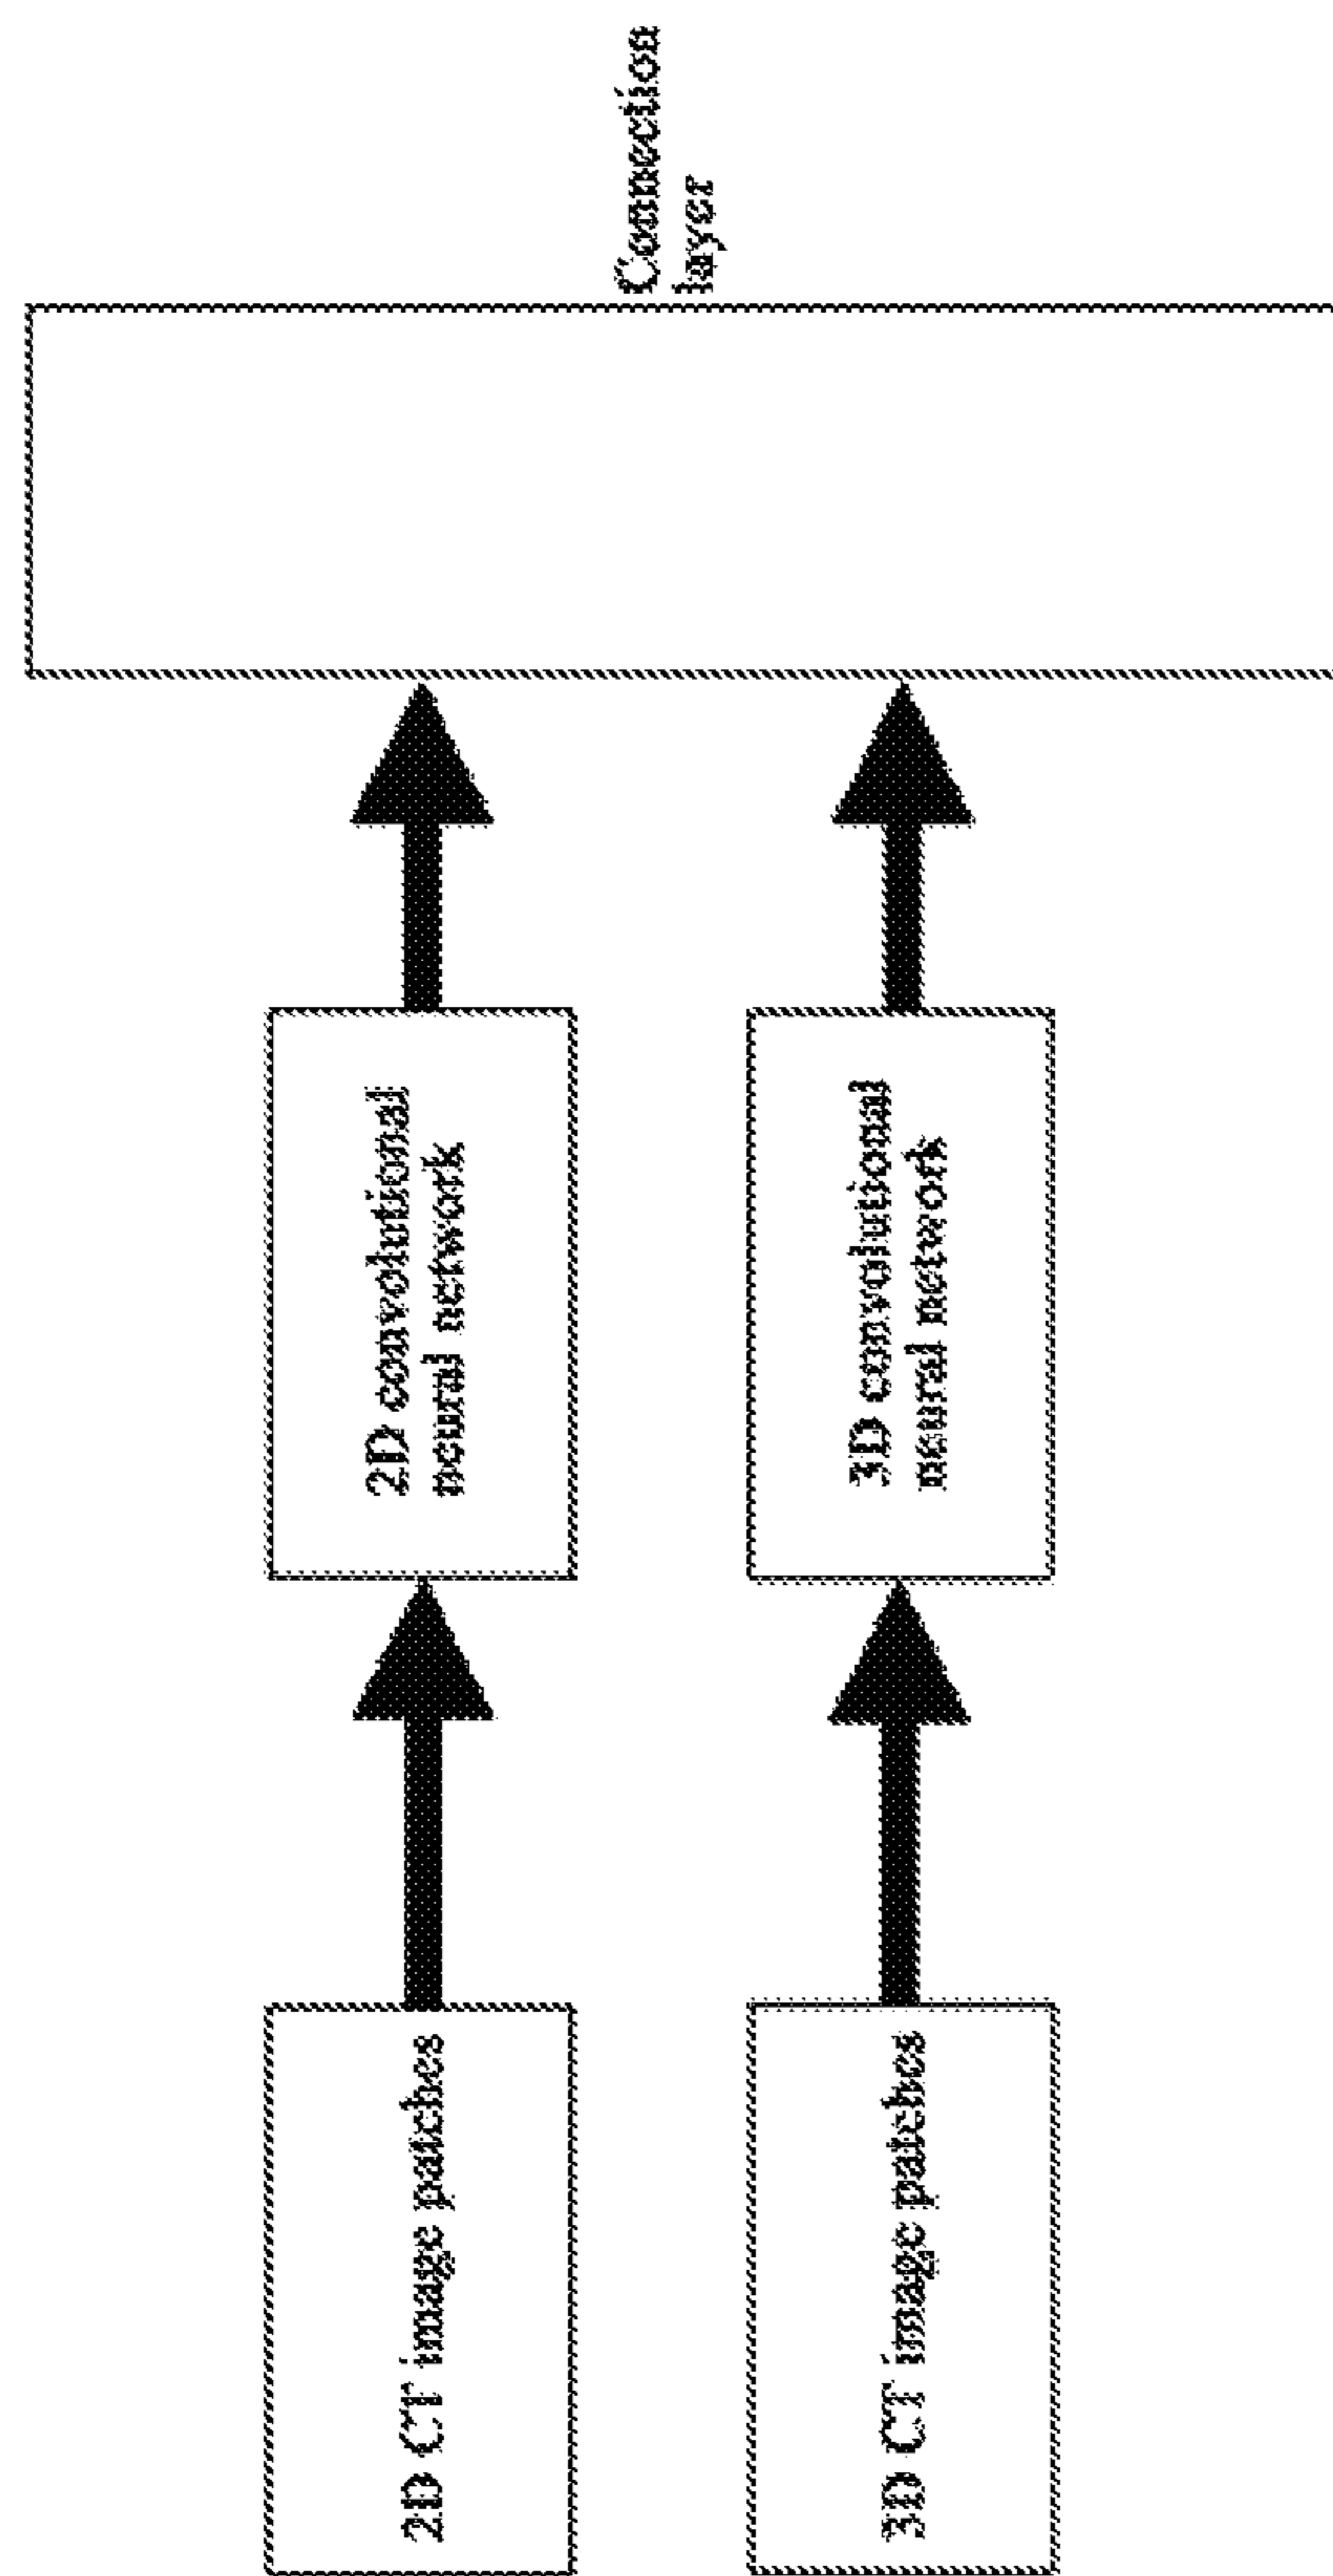 2D CT image patches
2D convolutional
neural network
3D CT image patches
3D convolutional
neural network
Connection
layer